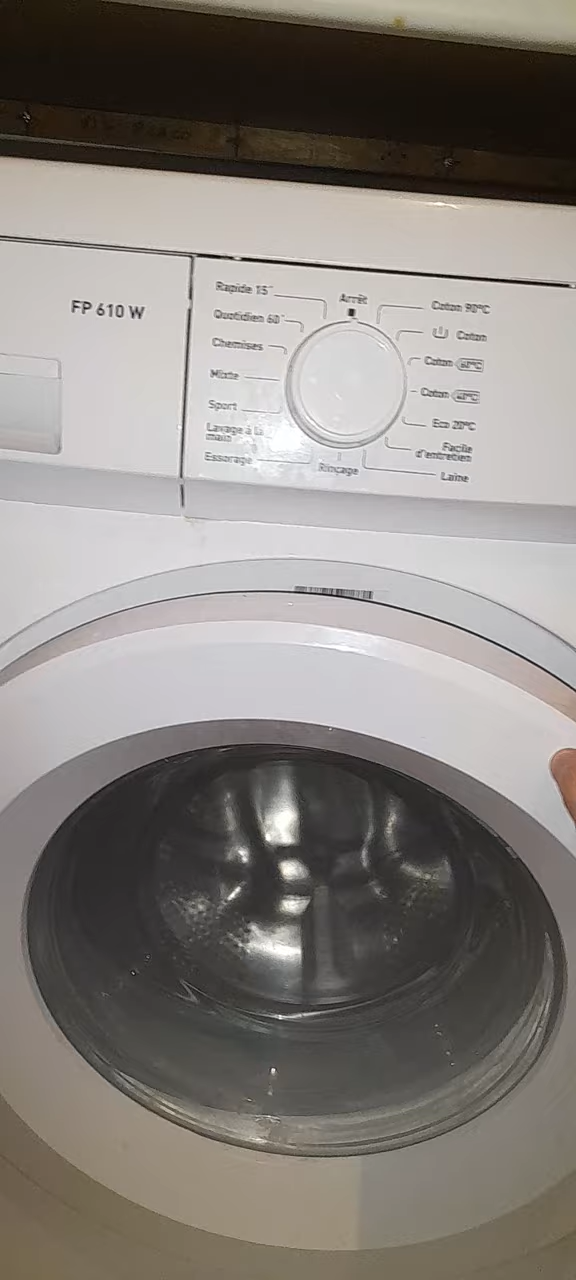 FP 610 W
Rapide 15'
Quotidien 60'
Chemises
Mixte
Sport
Lavage à la
main
Essorage
Rinçage
Arrêt
Coton 90°C
Coton
Coton 60°C
Coton 40°C
Eco 20°C
Facile
d'entretien
Laine